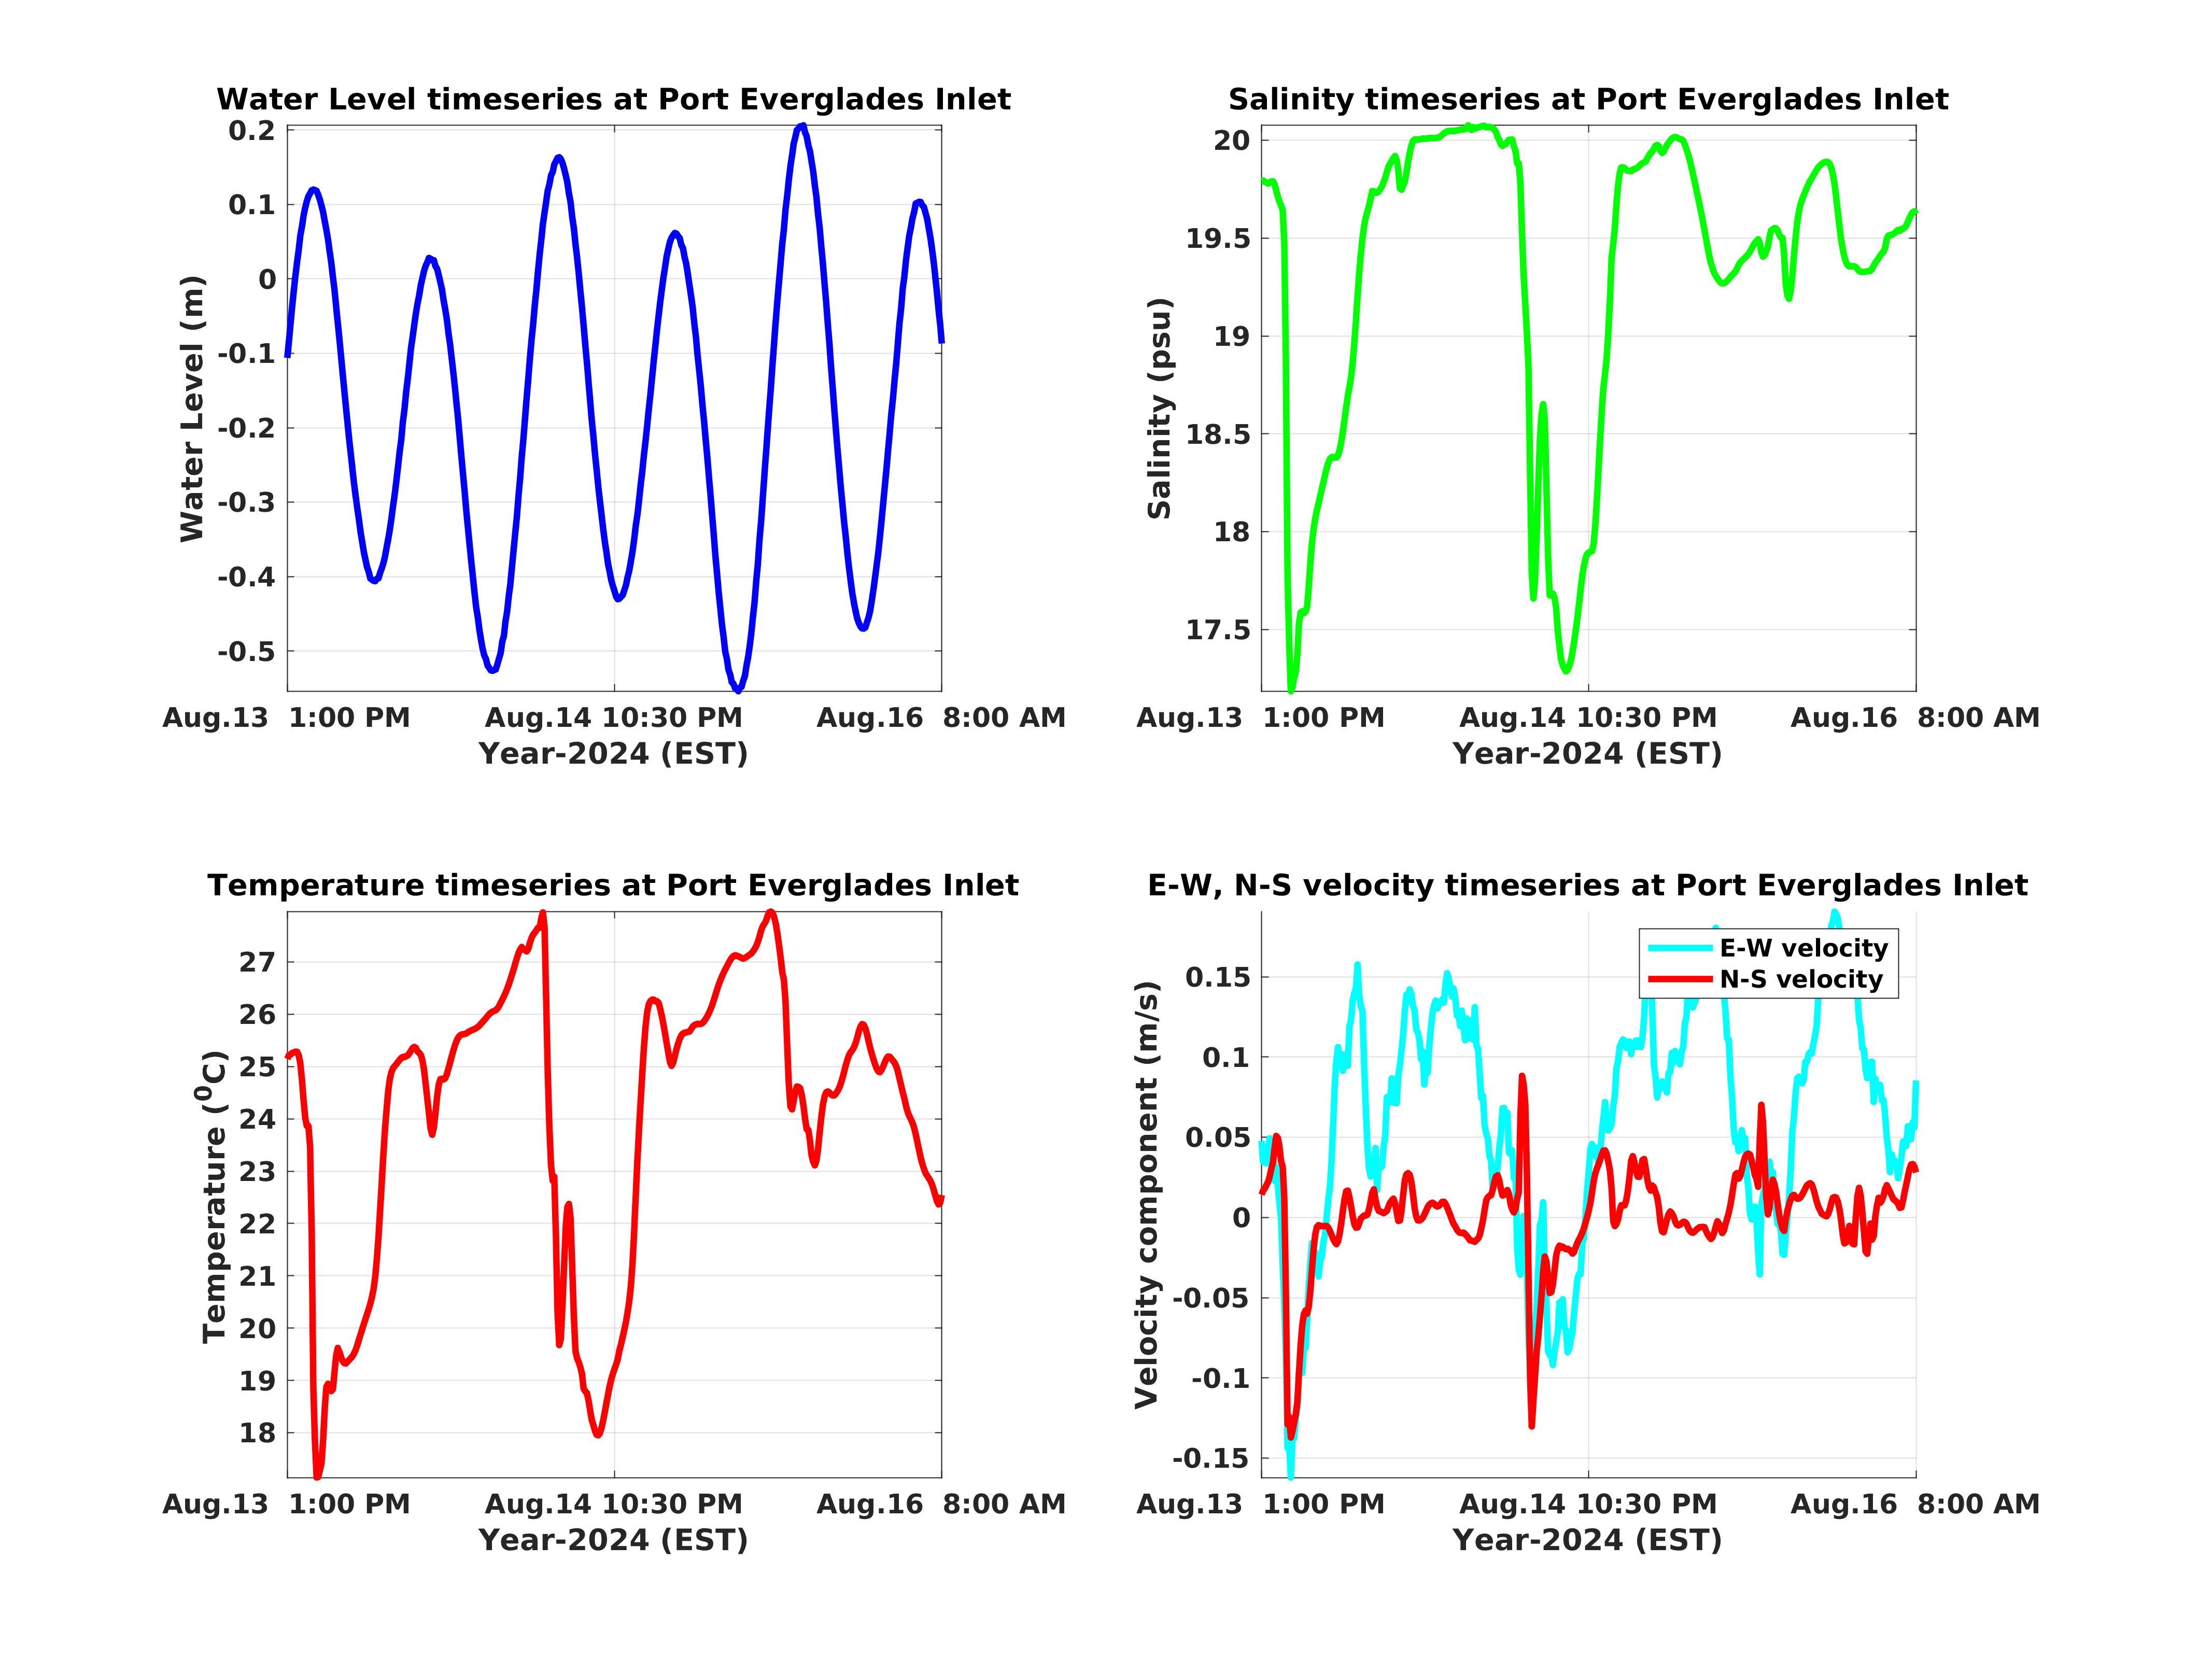 Water Level timeseries at Port Everglades Inlet
0.2
0.1
0
-0.1
-0.2
-0.3
-0.4
-0.5
Water Level (m)
Aug.13 1:00 PM Aug.14 10:30 PM Aug.16 8:00 AM
Year-2024 (EST)
Salinity timeseries at Port Everglades Inlet
20
19.5
19
18.5
18
17.5
Salinity (psu)
Aug.13 1:00 PM Aug.14 10:30 PM Aug.16 8:00 AM
Year-2024 (EST)
Temperature timeseries at Port Everglades Inlet
27
26
25
24
23
22
21
20
19
18
Temperature (⁰C)
Aug.13 1:00 PM Aug.14 10:30 PM Aug.16 8:00 AM
Year-2024 (EST)
E-W, N-S velocity timeseries at Port Everglades Inlet
E-W velocity
N-S velocity
0.15
0.1
0.05
0
-0.05
-0.1
-0.15
Velocity component (m/s)
Aug.13 1:00 PM Aug.14 10:30 PM Aug.16 8:00 AM
Year-2024 (EST)